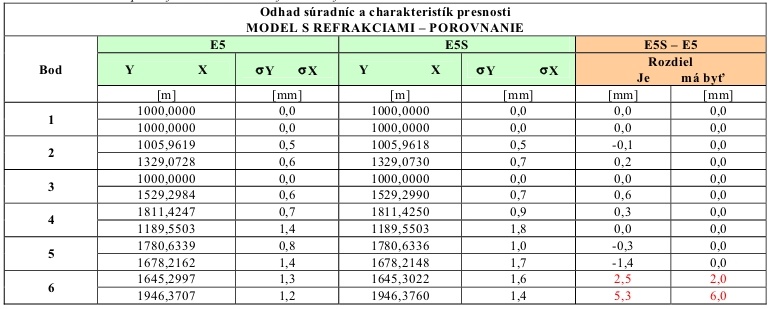 Odhad súradníc a charakteristík presnosti
MODEL S REFRAKCIAMI – POROVNANIE
Bod E5 E5S E5S – E5
Y X σY σX Y X σY σX Rozdiel
Je má byť
[m] [mm] [m] [mm] [mm] [mm]
1 1000,0000 0,0 1000,0000 0,0 0,0 0,0
1000,0000 0,0 1000,0000 0,0 0,0 0,0
2 1005,9619 0,5 1005,9618 0,5 -0,1 0,0
1329,0728 0,6 1329,0730 0,7 0,2 0,0
3 1000,0000 0,0 1000,0000 0,0 0,0 0,0
1529,2984 0,6 1529,2990 0,7 0,6 0,0
4 1811,4247 0,7 1811,4250 0,9 0,3 0,0
1189,5503 1,4 1189,5503 1,8 0,0 0,0
5 1780,6339 0,8 1780,6336 1,0 -0,3 0,0
1678,2162 1,4 1678,2148 1,7 -1,4 0,0
6 1645,2997 1,3 1645,3022 1,6 2,5 2,0
1946,3707 1,2 1946,3760 1,4 5,3 6,0